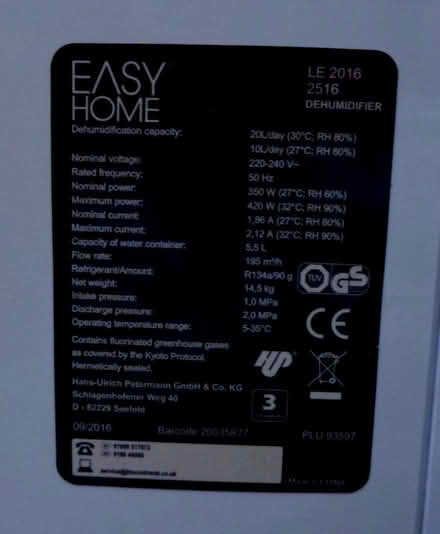 EASY HOME
LE 2016
2516
DEHUMIDIFIER
Dehumidification capacity: 20L/day (30°C; RH 80%)
10L/day (27°C; RH 60%)
Nominal voltage: 220-240 V~
Rated frequency: 50 Hz
Nominal power: 350 W (27°C; RH 60%)
Maximum power: 420 W (32°C; RH 90%)
Nominal current: 1,86 A (27°C; RH 60%)
Maximum current: 2,12 A (32°C; RH 90%)
Capacity of water container: 5,5 L
Flow rate: 195 m³/h
Refrigerant/Amount: R134a/90 g
Net weight: 14,5 kg
Intake pressure: 1,0 MPa
Discharge pressure: 2,0 MPa
Operating temperature range: 5-35°C
TUV GS
CE
Contains fluorinated greenhouse gases
as covered by the Kyoto Protocol.
Hermetically sealed.
Hans-Ulrich Petermann GmbH & Co. KG
Schlagenhofener Weg 40
D - 82229 Seefeld
HUP
3
09/2016 Barcode 20035877 PLU 93597